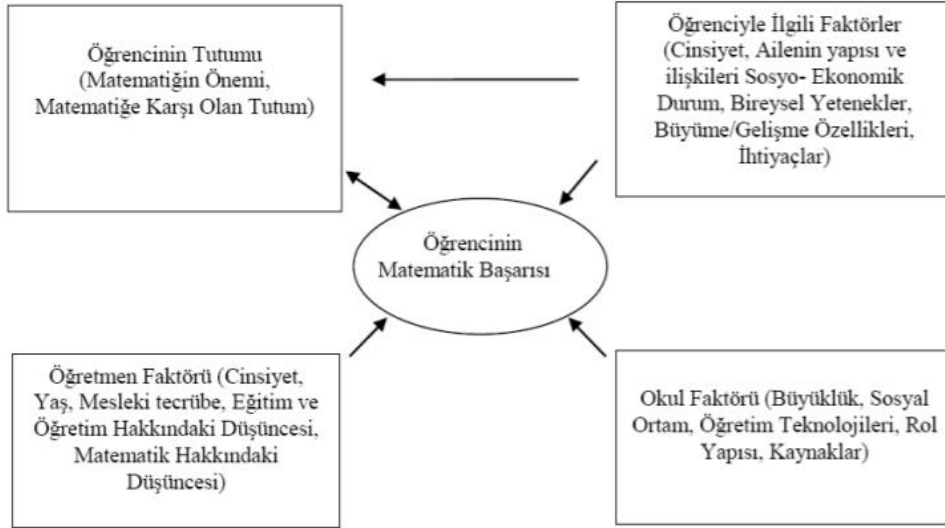 Öğrencinin Tutumu
(Matematiğin Önemi,
Matematiğe Karşı Olan Tutum)
Öğrenciyle İlgili Faktörler
(Cinsiyet, Ailenin yapısı ve
ilişkileri Sosyo- Ekonomik
Durum, Bireysel Yetenekler,
Büyüme/Gelişme Özellikleri,
İhtiyaçlar)
Öğrencinin
Matematik Başarısı
Öğretmen Faktörü (Cinsiyet,
Yaş, Mesleki tecrübe, Eğitim ve
Öğretim Hakkındaki Düşüncesi,
Matematik Hakkındaki
Düşüncesi)
Okul Faktörü (Büyüklük, Sosyal
Ortam, Öğretim Teknolojileri, Rol
Yapısı, Kaynaklar)